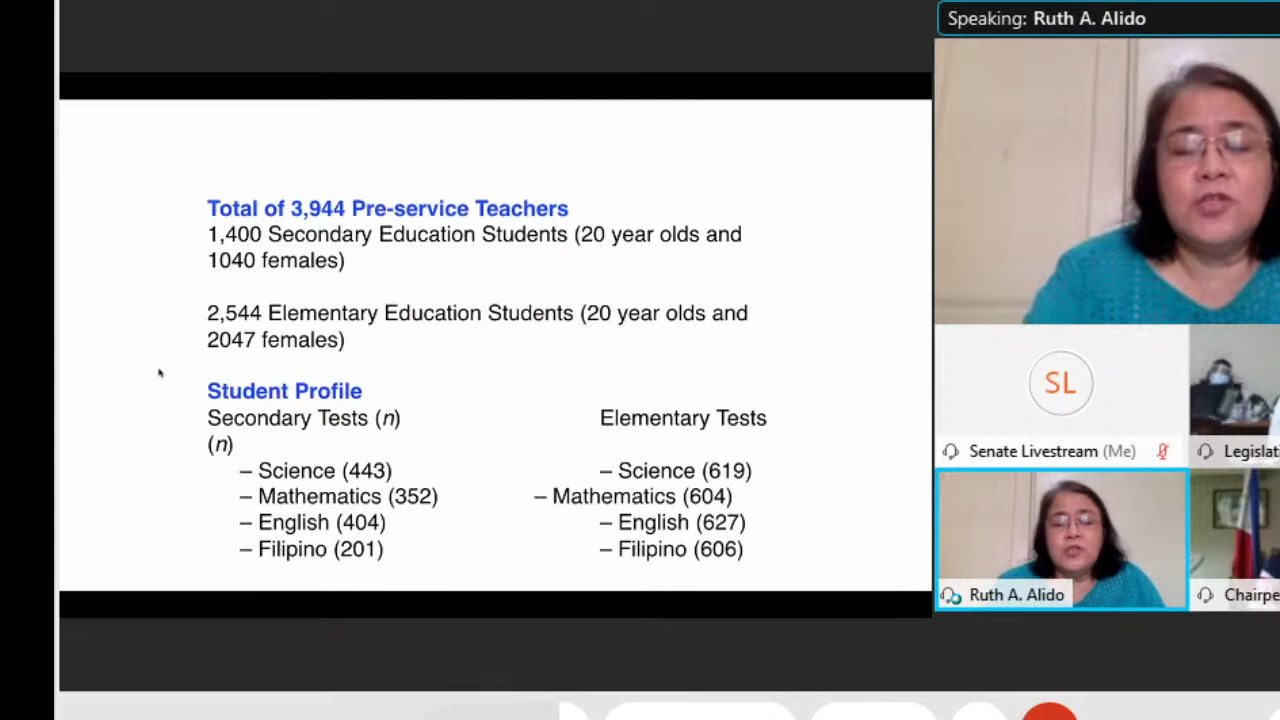 Speaking: Ruth A. Alido
Total of 3,944 Pre-service Teachers
1,400 Secondary Education Students (20 year olds and
1040 females)
2,544 Elementary Education Students (20 year olds and
2047 females)
Student Profile
Secondary Tests (n) Elementary Tests
(n)
– Science (443) – Science (619)
– Mathematics (352) – Mathematics (604)
– English (404) – English (627)
– Filipino (201) – Filipino (606)
SL
Senate Livestream (Me)
Legislati
Ruth A. Alido
Chairpe